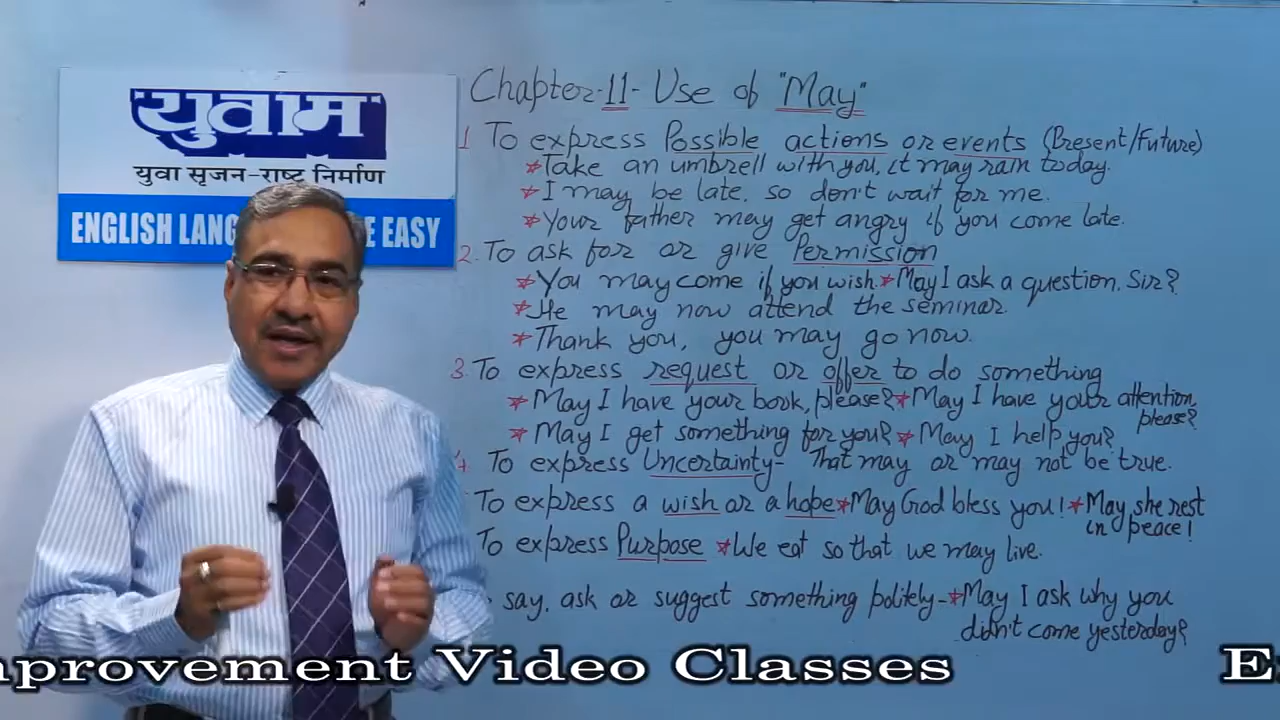 युवाम
युवा सृजन-राष्ट निर्माण
ENGLISH LANG E EASY
Chapter-11- Use of "May"
1. To express Possible actions or events (Present/Future)
*Take an umbrell with you, it may rain today.
*I may be late, so don't wait for me.
*Your father may get angry if you come late.
2. To ask for or give Permission
*You may come if you wish.*May I ask a question, Sir?
*He may now attend the seminar.
*Thank you, you may go now.
3. To express request or offer to do something
*May I have your book, please?*May I have your attention
please?
*May I get something for you?*May I help you?
4. To express Uncertainty- That may or may not be true.
To express a wish or a hope*May God bless you!*May she rest
in peace!
To express Purpose *We eat so that we may live.
say, ask or suggest something politely-*May I ask why you
didn't come yesterday?
mprovement Video Classes